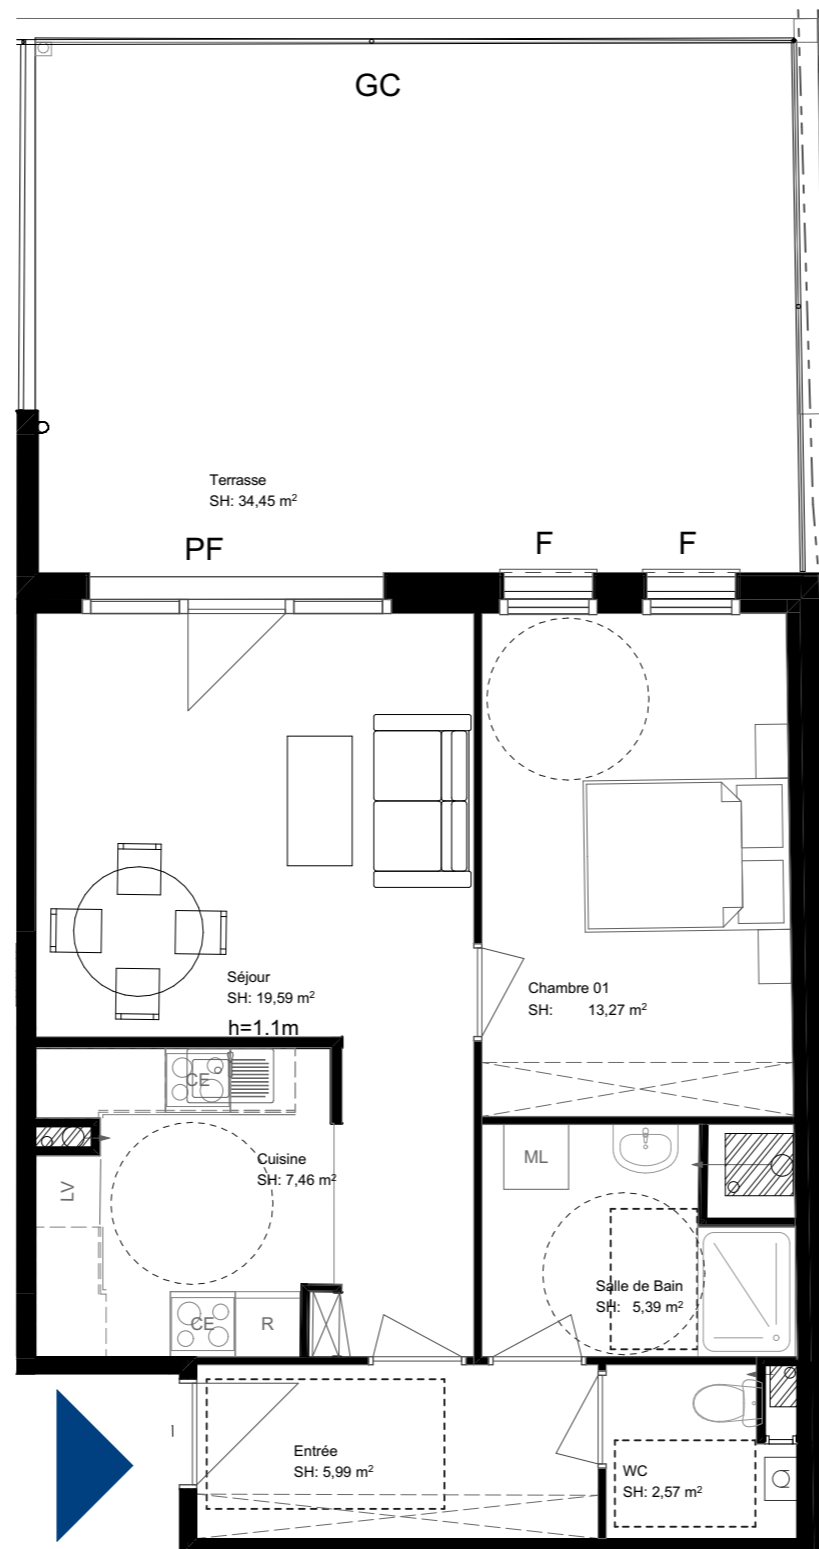 GC
Terrasse
SH: 34,45 m²
PF
F
F
Séjour
SH: 19,59 m²
h=1.1m
Chambre 01
SH: 13,27 m²
CE
Cuisine
SH: 7,46 m²
LV
ML
CE
R
Salle de Bain
SH: 5,39 m²
Entrée
SH: 5,99 m²
WC
SH: 2,57 m²